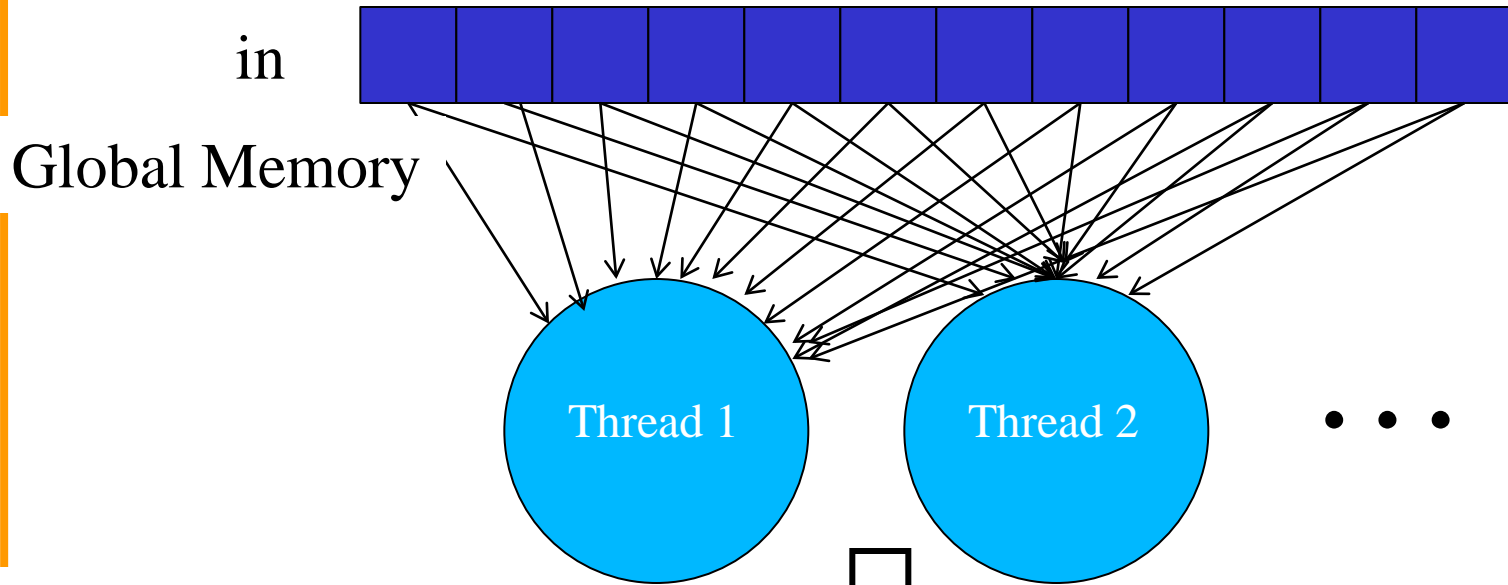 in
Global Memory
Thread 1
Thread 2
• • •